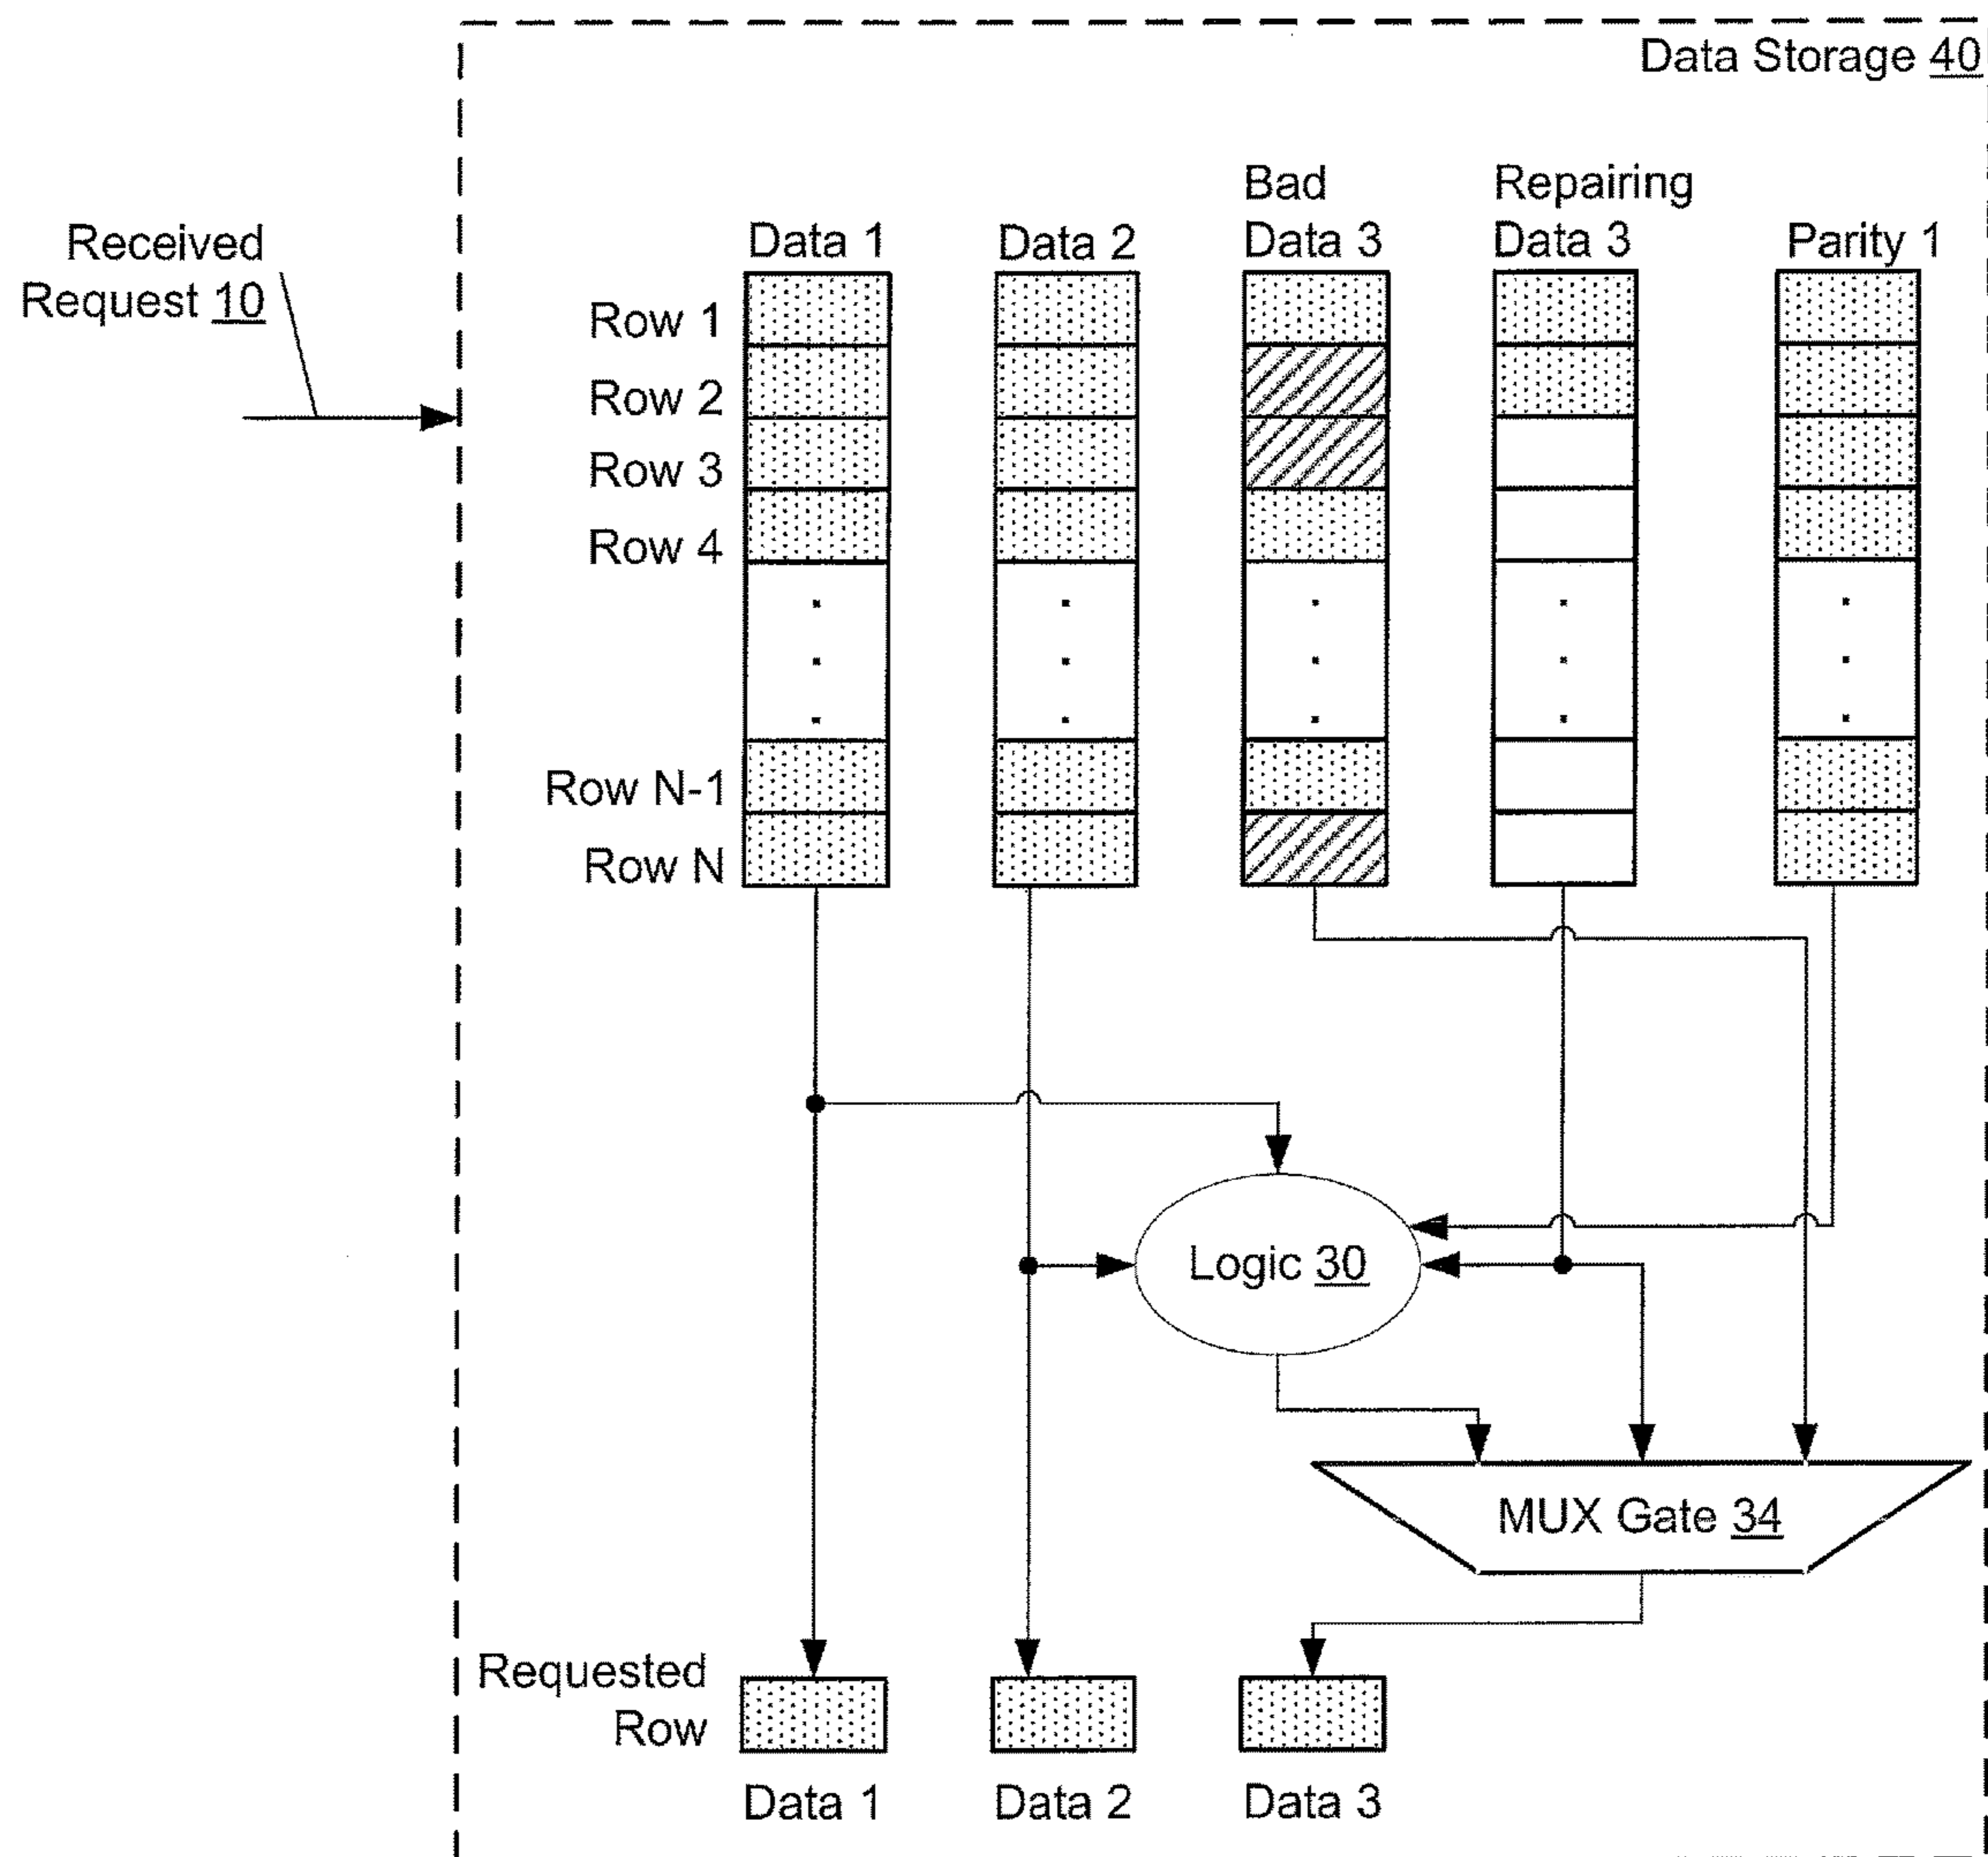 Data Storage 40
Received
Request 10
Data 1
Data 2
Bad
Data 3
Repairing
Data 3
Parity 1
Row 1
Row 2
Row 3
Row 4
Row N-1
Row N
Logic 30
MUX Gate 34
Requested
Row
Data 1
Data 2
Data 3